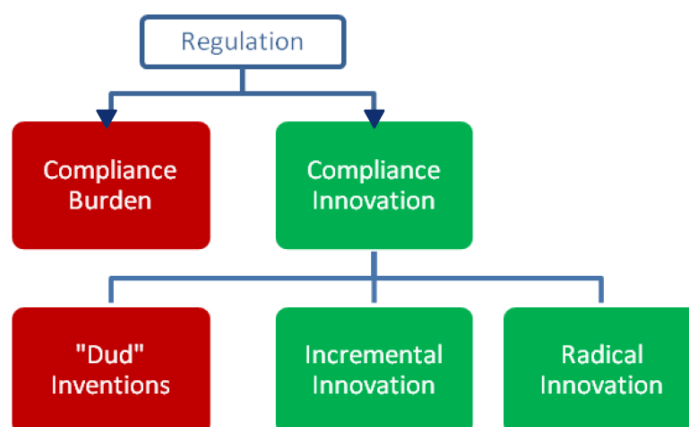 Regulation
Compliance
Burden
Compliance
Innovation
"Dud"
Inventions
Incremental
Innovation
Radical
Innovation